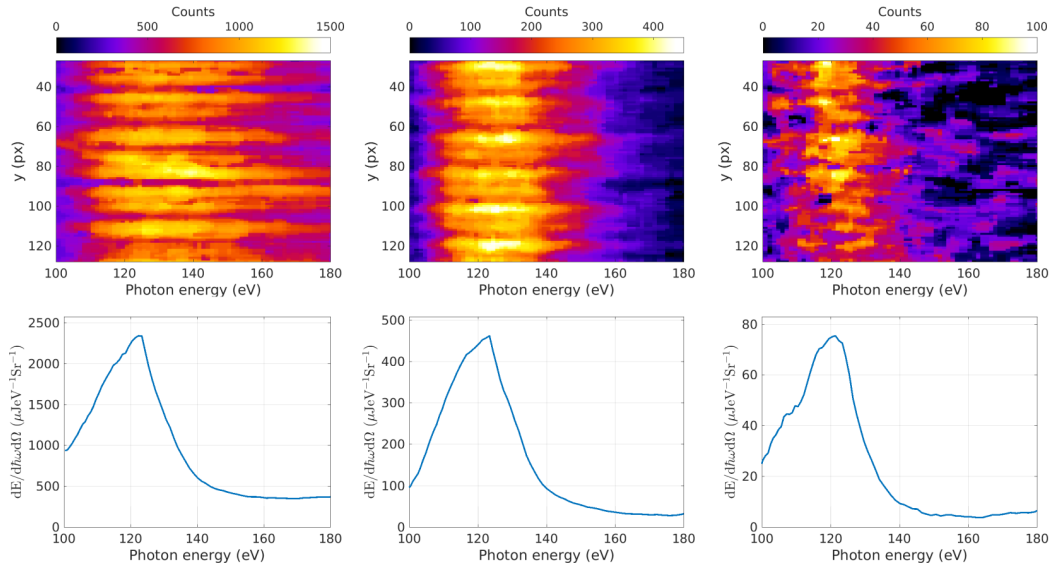 Counts
0 500 1000 1500
40
60
80
100
120
y (px)
100 120 140 160 180
Photon energy (eV)
Counts
0 100 200 300 400
40
60
80
100
120
y (px)
100 120 140 160 180
Photon energy (eV)
Counts
0 20 40 60 80 100
40
60
80
100
120
y (px)
100 120 140 160 180
Photon energy (eV)
2500
2000
1500
1000
500
0
dE/dℏωdΩ (μJeV⁻¹Sr⁻¹)
100 120 140 160 180
Photon energy (eV)
500
400
300
200
100
0
dE/dℏωdΩ (μJeV⁻¹Sr⁻¹)
100 120 140 160 180
Photon energy (eV)
80
60
40
20
0
dE/dℏωdΩ (μJeV⁻¹Sr⁻¹)
100 120 140 160 180
Photon energy (eV)